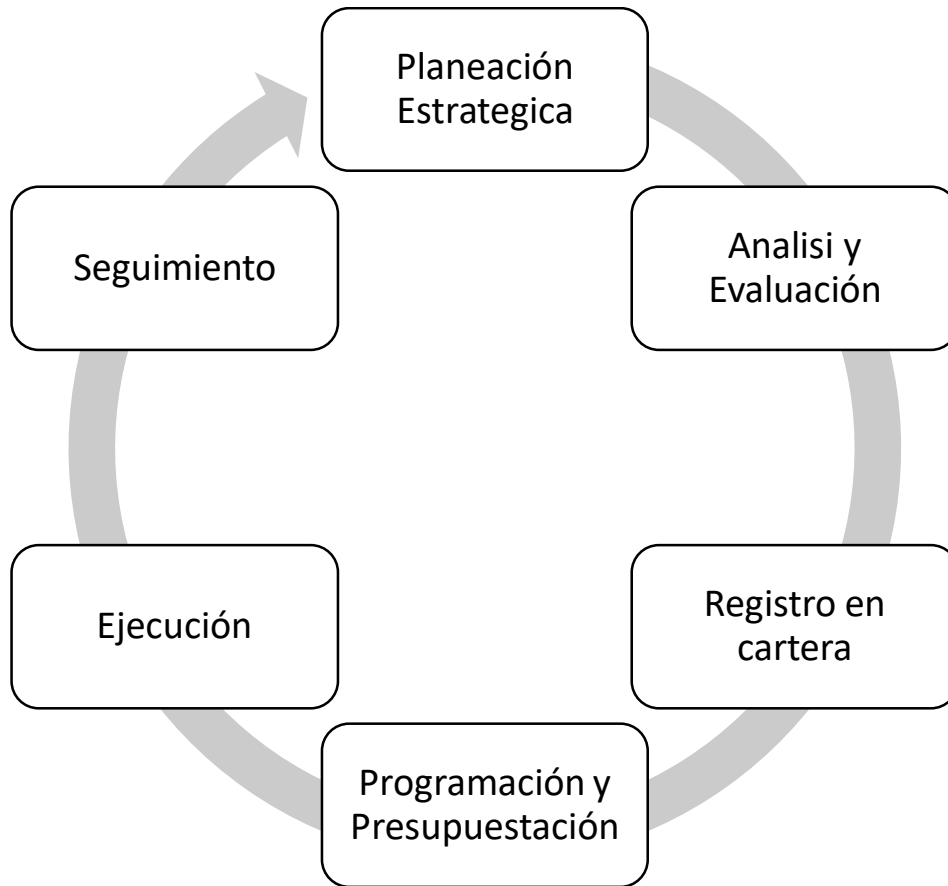 Planeación
Estrategica
Analisi y
Evaluación
Registro en
cartera
Programación y
Presupuestación
Ejecución
Seguimiento